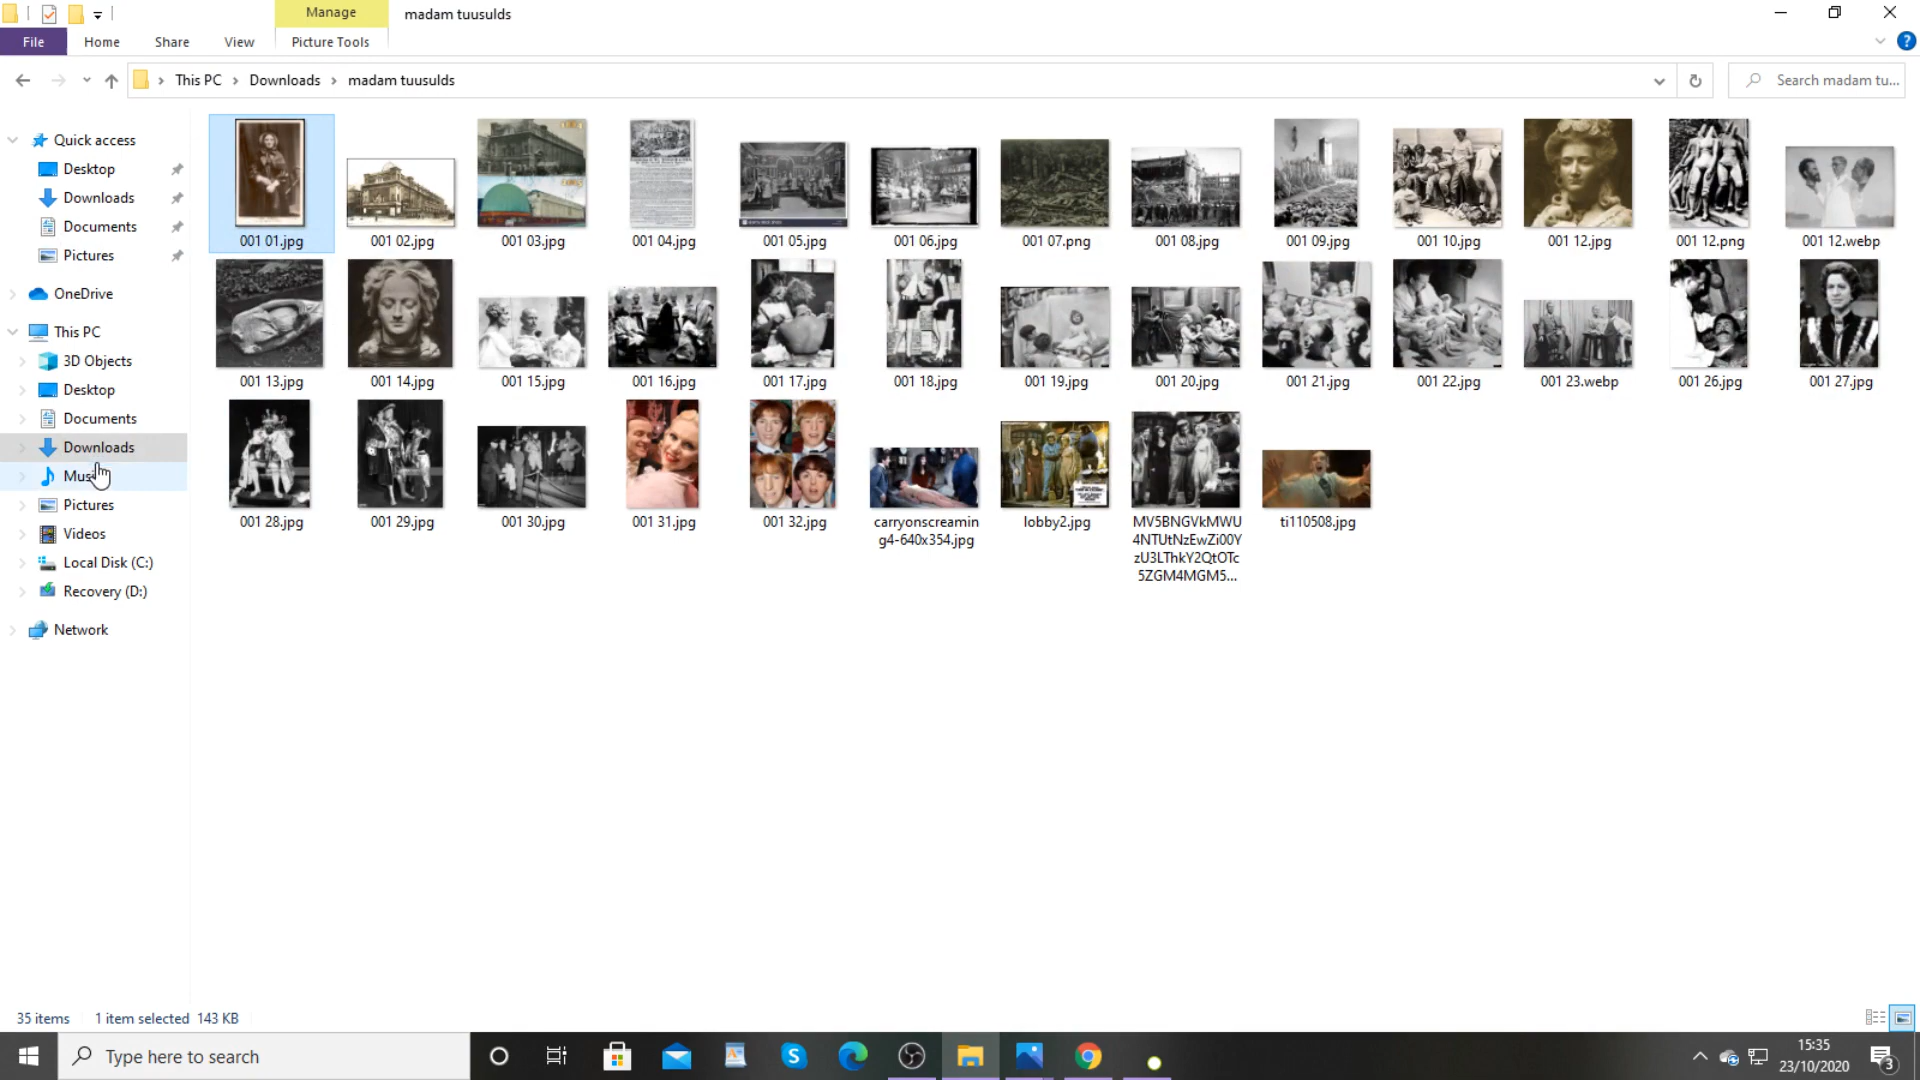 Manage
madam tuusulds
File
Home
Share
View
Picture Tools
This PC
Downloads
madam tuusulds
Search madam tu...
Quick access
Desktop
Downloads
Documents
Pictures
OneDrive
This PC
3D Objects
Desktop
Documents
Downloads
Pictures
Videos
Local Disk (C:)
Recovery (D:)
Network
001 01.jpg
001 02.jpg
001 03.jpg
001 04.jpg
001 05.jpg
001 06.jpg
001 07.png
001 08.jpg
001 09.jpg
001 10.jpg
001 12.jpg
001 12.png
001 12.webp
001 13.jpg
001 14.jpg
001 15.jpg
001 16.jpg
001 17.jpg
001 18.jpg
001 19.jpg
001 20.jpg
001 21.jpg
001 22.jpg
001 23.webp
001 26.jpg
001 27.jpg
001 28.jpg
001 29.jpg
001 30.jpg
001 31.jpg
001 32.jpg
carryonscreamin
g4-640x354.jpg
lobby2.jpg
MV5BNGVkMWU
4NTUtNzEwZi00Y
zU3LThkY2QtOTc
5ZGM4MGM5...
ti110508.jpg
35 items
1 item selected 143 KB
Type here to search
15:35
23/10/2020
3